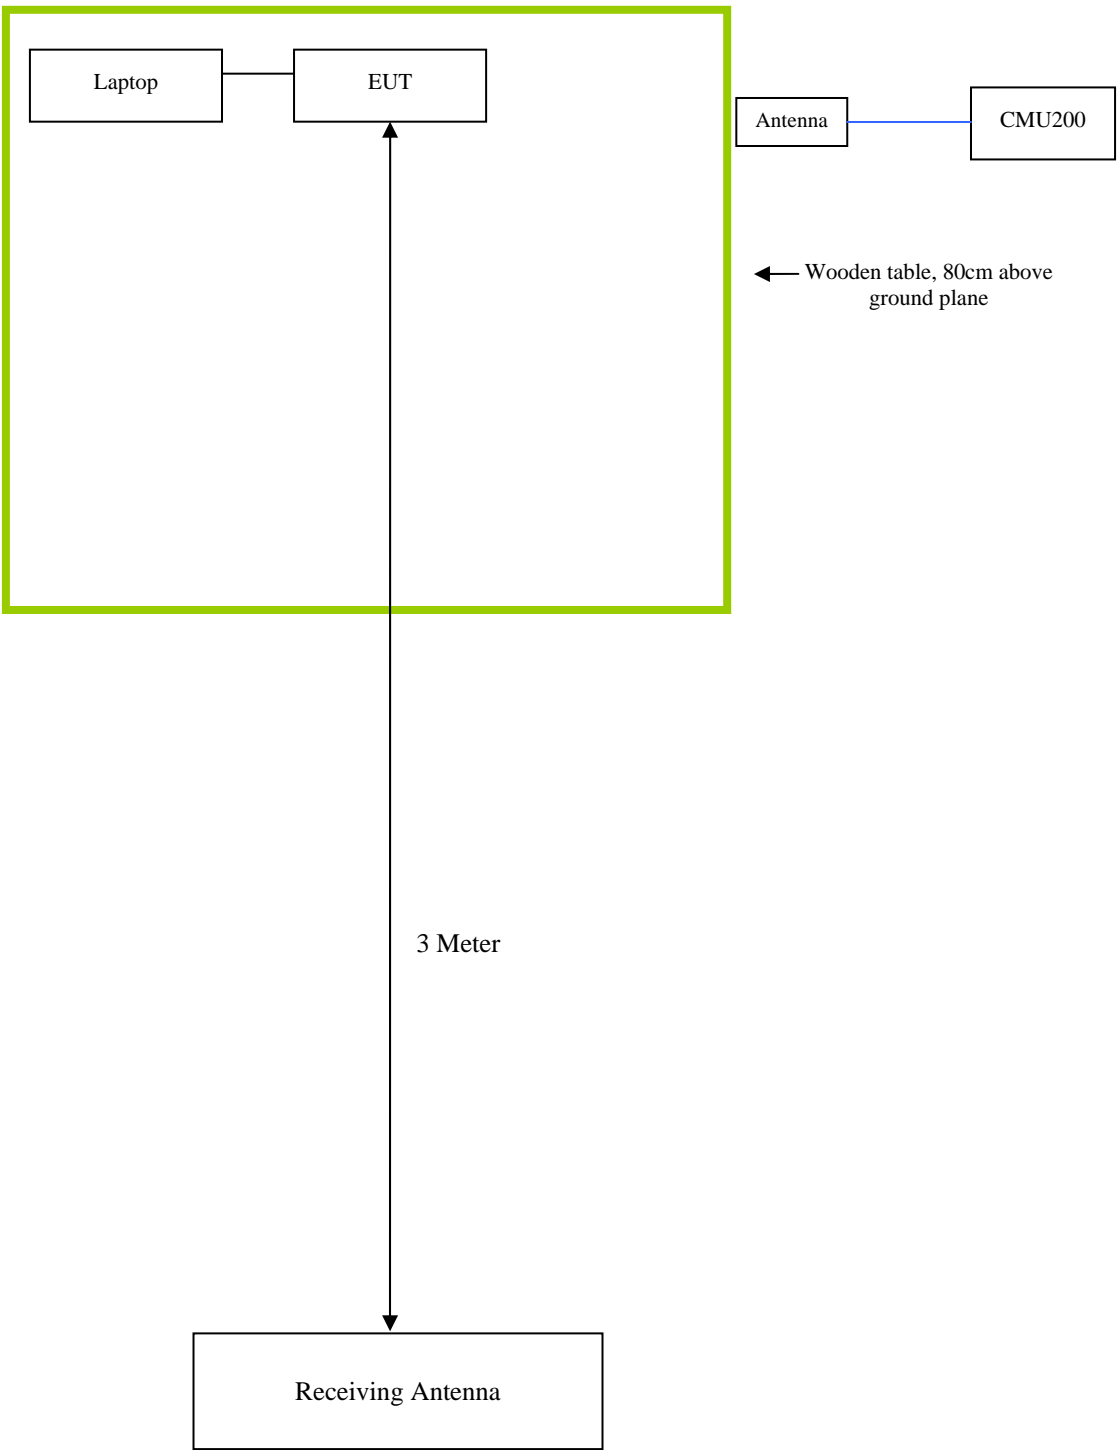 Laptop
EUT
Antenna
CMU200
Wooden table, 80cm above
ground plane
3 Meter
Receiving Antenna